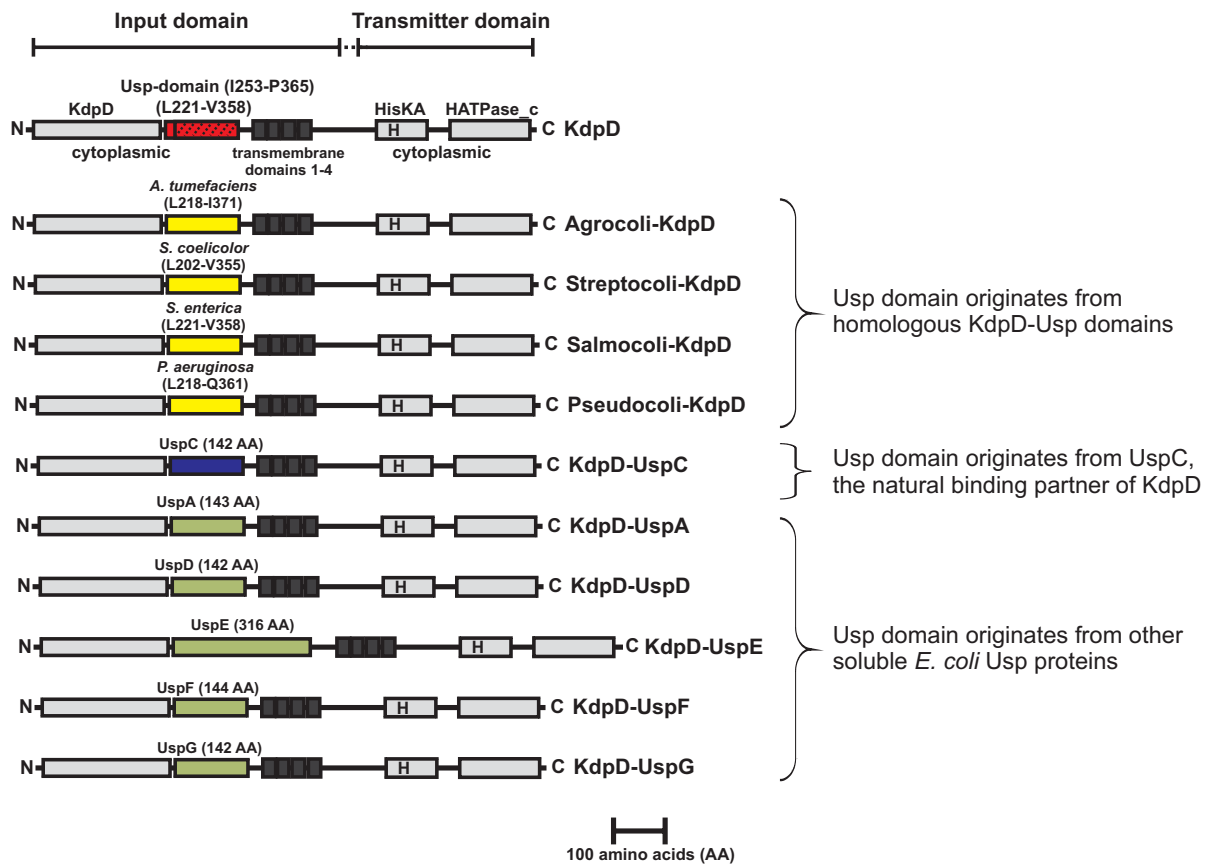 Input domain
Transmitter domain
Usp-domain (I253-P365)
(L221-V358)
KdpD
HisKA
HATPase_c
N
H
C KdpD
cytoplasmic
transmembrane
domains 1-4
cytoplasmic
A. tumefaciens
(L218-I371)
N
H
C Agrocoli-KdpD
S. coelicolor
(L202-V355)
N
H
C Streptocoli-KdpD
S. enterica
(L221-V358)
N
H
C Salmocoli-KdpD
P. aeruginosa
(L218-Q361)
N
H
C Pseudocoli-KdpD
Usp domain originates from
homologous KdpD-Usp domains
UspC (142 AA)
N
H
C KdpD-UspC
Usp domain originates from UspC,
the natural binding partner of KdpD
UspA (143 AA)
N
H
C KdpD-UspA
UspD (142 AA)
N
H
C KdpD-UspD
UspE (316 AA)
N
H
C KdpD-UspE
UspF (144 AA)
N
H
C KdpD-UspF
UspG (142 AA)
N
H
C KdpD-UspG
Usp domain originates from other
soluble E. coli Usp proteins
100 amino acids (AA)